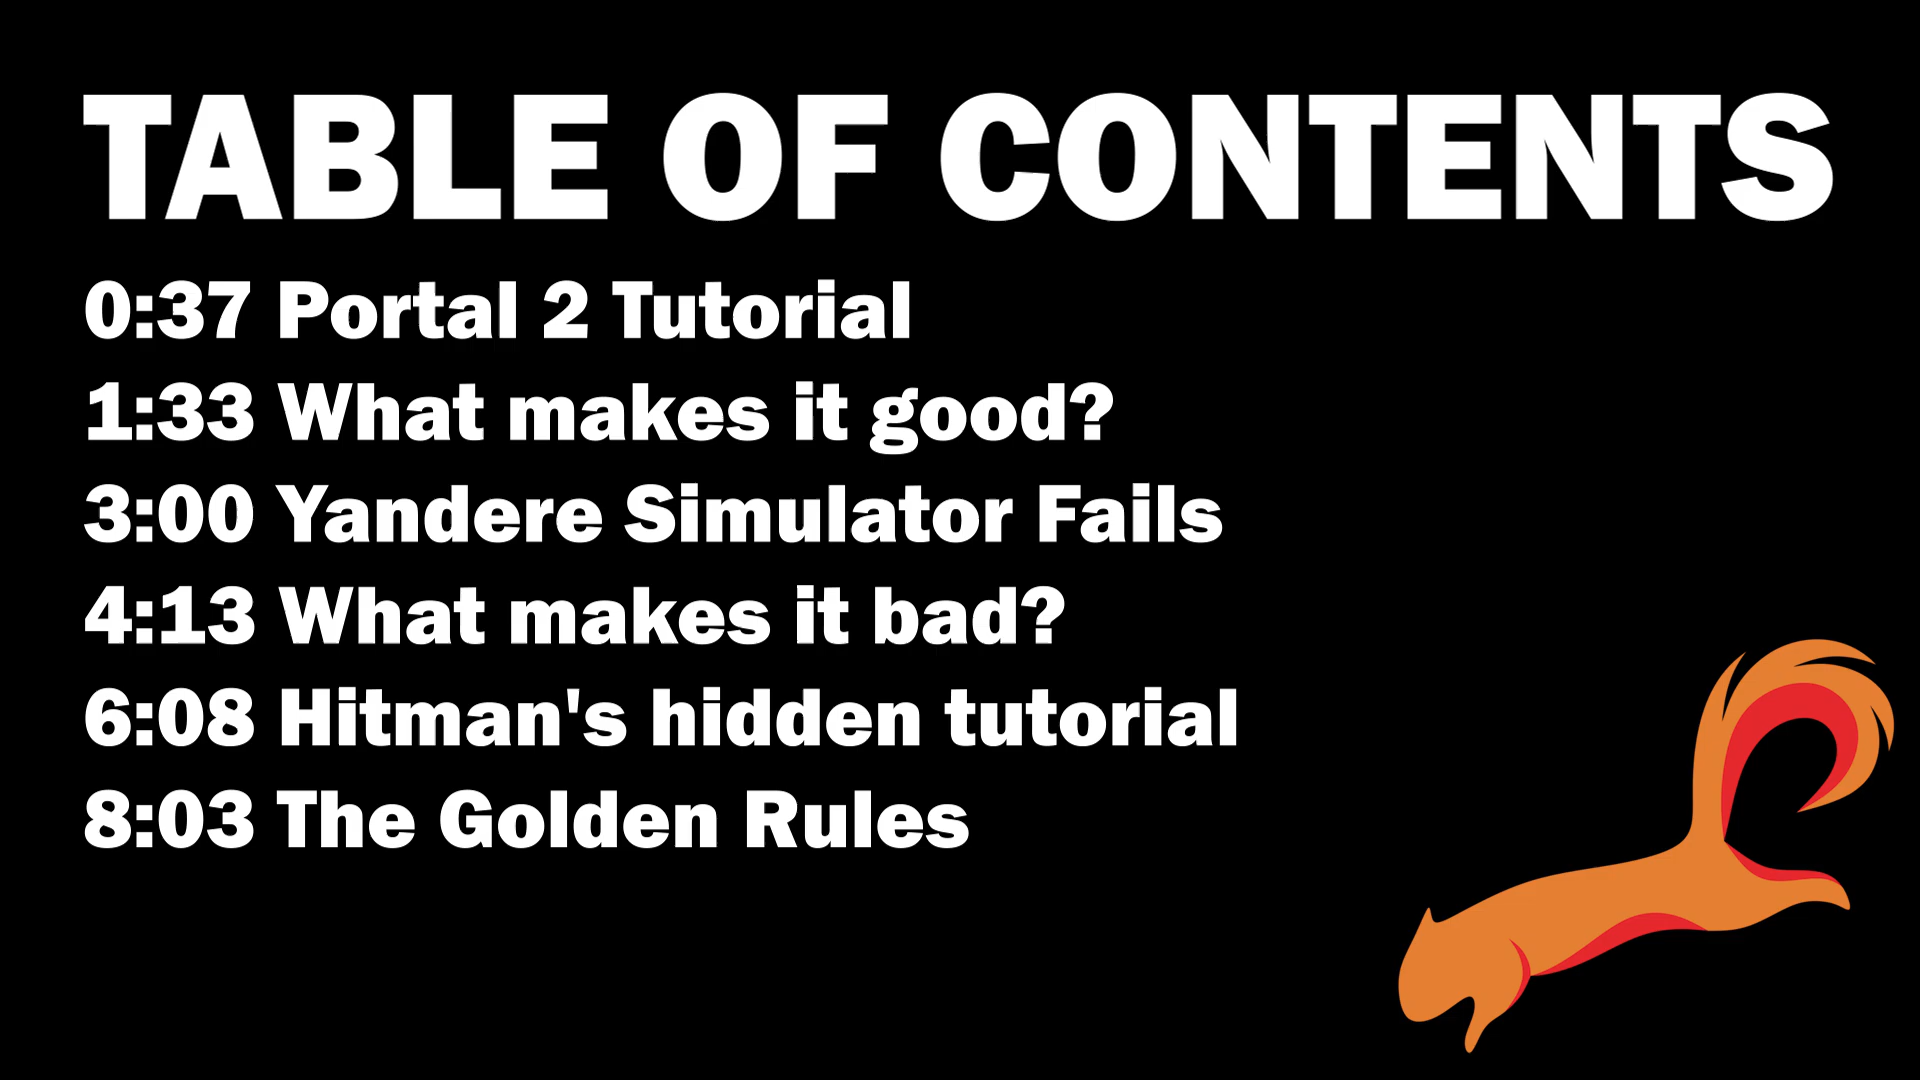 TABLE OF CONTENTS
0:37 Portal 2 Tutorial
1:33 What makes it good?
3:00 Yandere Simulator Fails
4:13 What makes it bad?
6:08 Hitman's hidden tutorial
8:03 The Golden Rules